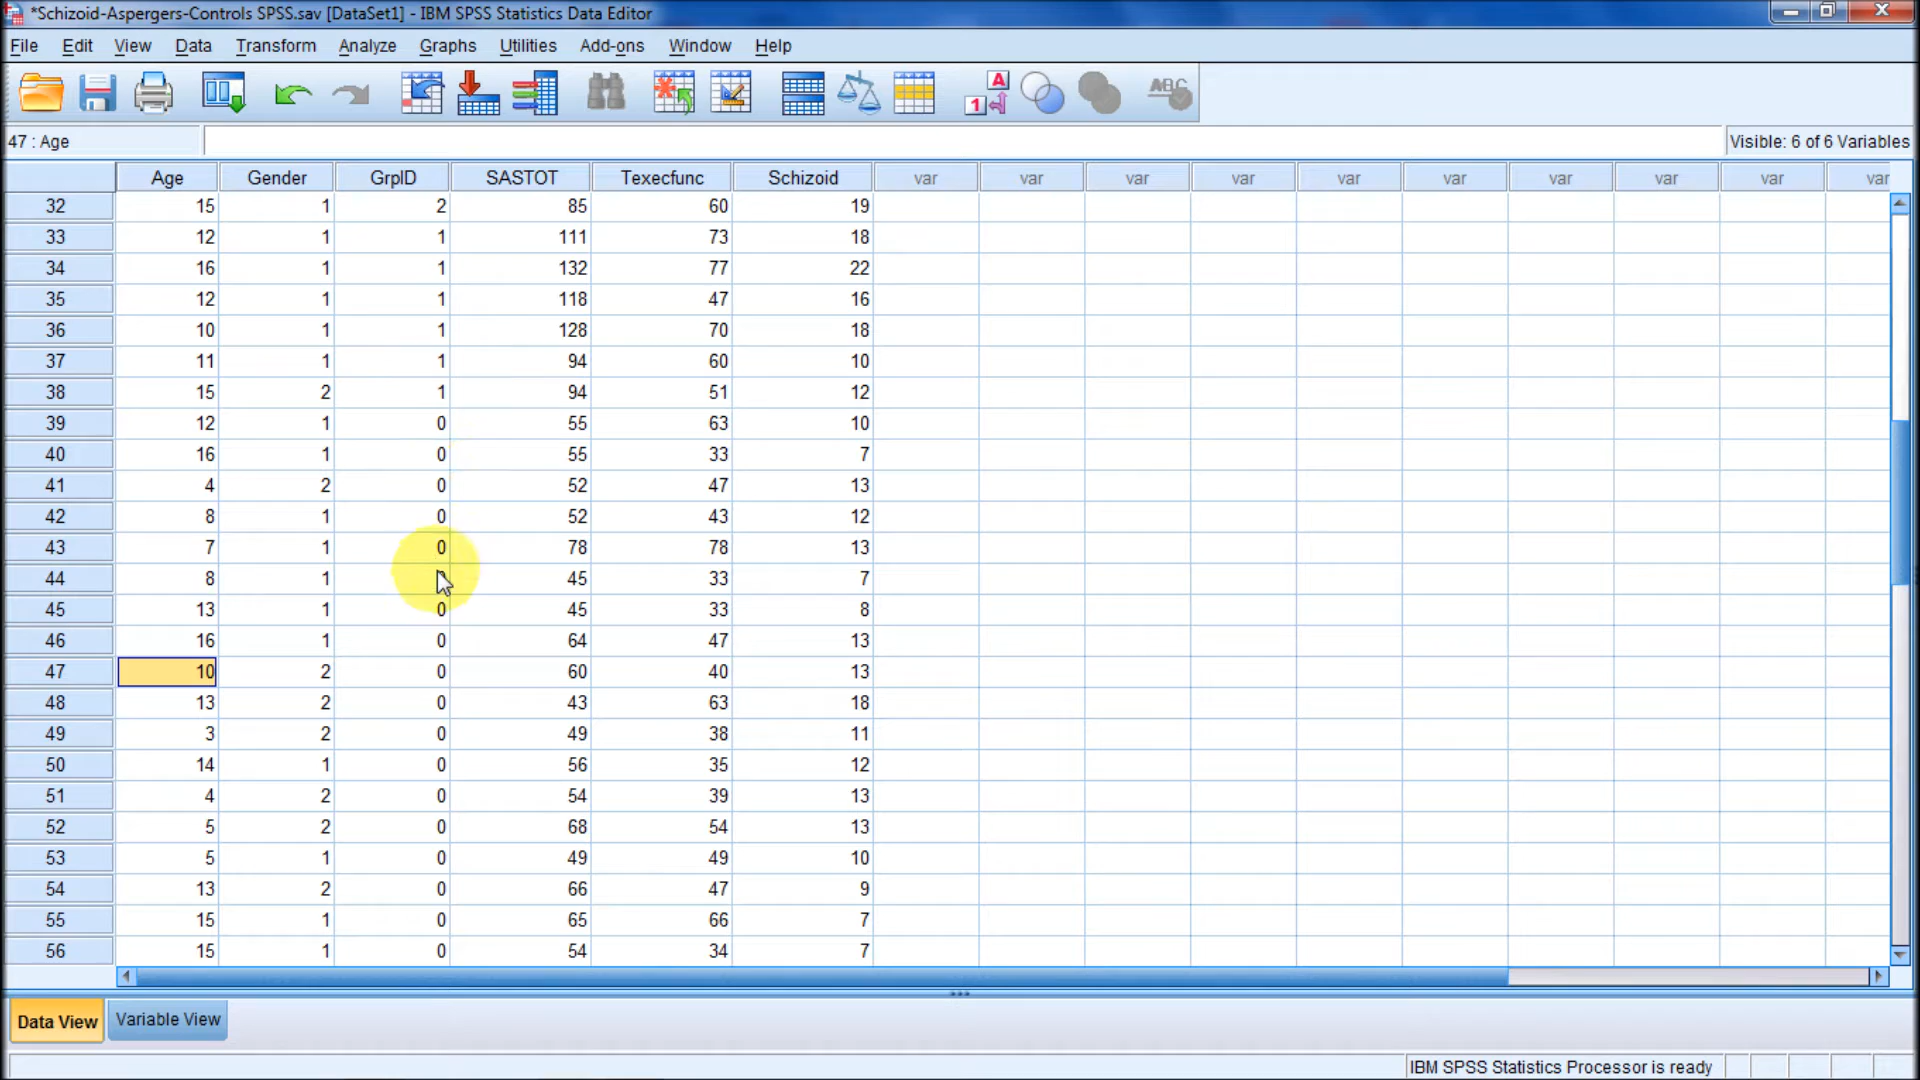 *Schizoid-Aspergers-Controls SPSS.sav [DataSet1] - IBM SPSS Statistics Data Editor
File Edit View Data Transform Analyze Graphs Utilities Add-ons Window Help
A
1
ABC
47 : Age
Visible: 6 of 6 Variables
Age Gender GrpID SASTOT Texecfunc Schizoid var var var var var var var var var var
32 15 1 2 85 60 19
33 12 1 1 111 73 18
34 16 1 1 132 77 22
35 12 1 1 118 47 16
36 10 1 1 128 70 18
37 11 1 1 94 60 10
38 15 2 1 94 51 12
39 12 1 0 55 63 10
40 16 1 0 55 33 7
41 4 2 0 52 47 13
42 8 1 0 52 43 12
43 7 1 0 78 78 13
44 8 1 45 33 7
45 13 1 0 45 33 8
46 16 1 0 64 47 13
47 10 2 0 60 40 13
48 13 2 0 43 63 18
49 3 2 0 49 38 11
50 14 1 0 56 35 12
51 4 2 0 54 39 13
52 5 2 0 68 54 13
53 5 1 0 49 49 10
54 13 2 0 66 47 9
55 15 1 0 65 66 7
56 15 1 0 54 34 7
Data View Variable View
IBM SPSS Statistics Processor is ready